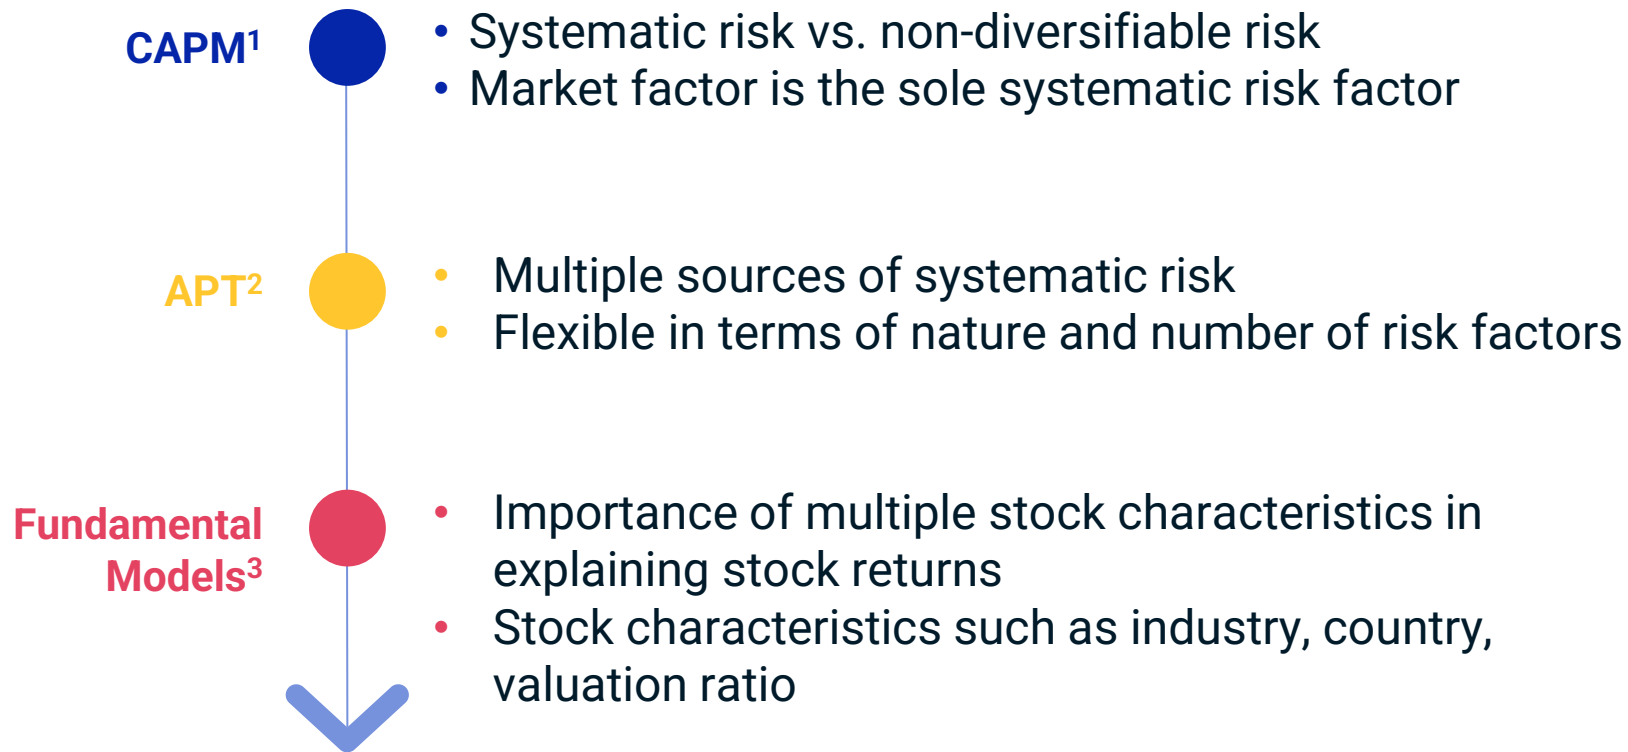 CAPM¹
• Systematic risk vs. non-diversifiable risk
• Market factor is the sole systematic risk factor
APT²
• Multiple sources of systematic risk
• Flexible in terms of nature and number of risk factors
Fundamental
Models³
• Importance of multiple stock characteristics in
explaining stock returns
• Stock characteristics such as industry, country,
valuation ratio